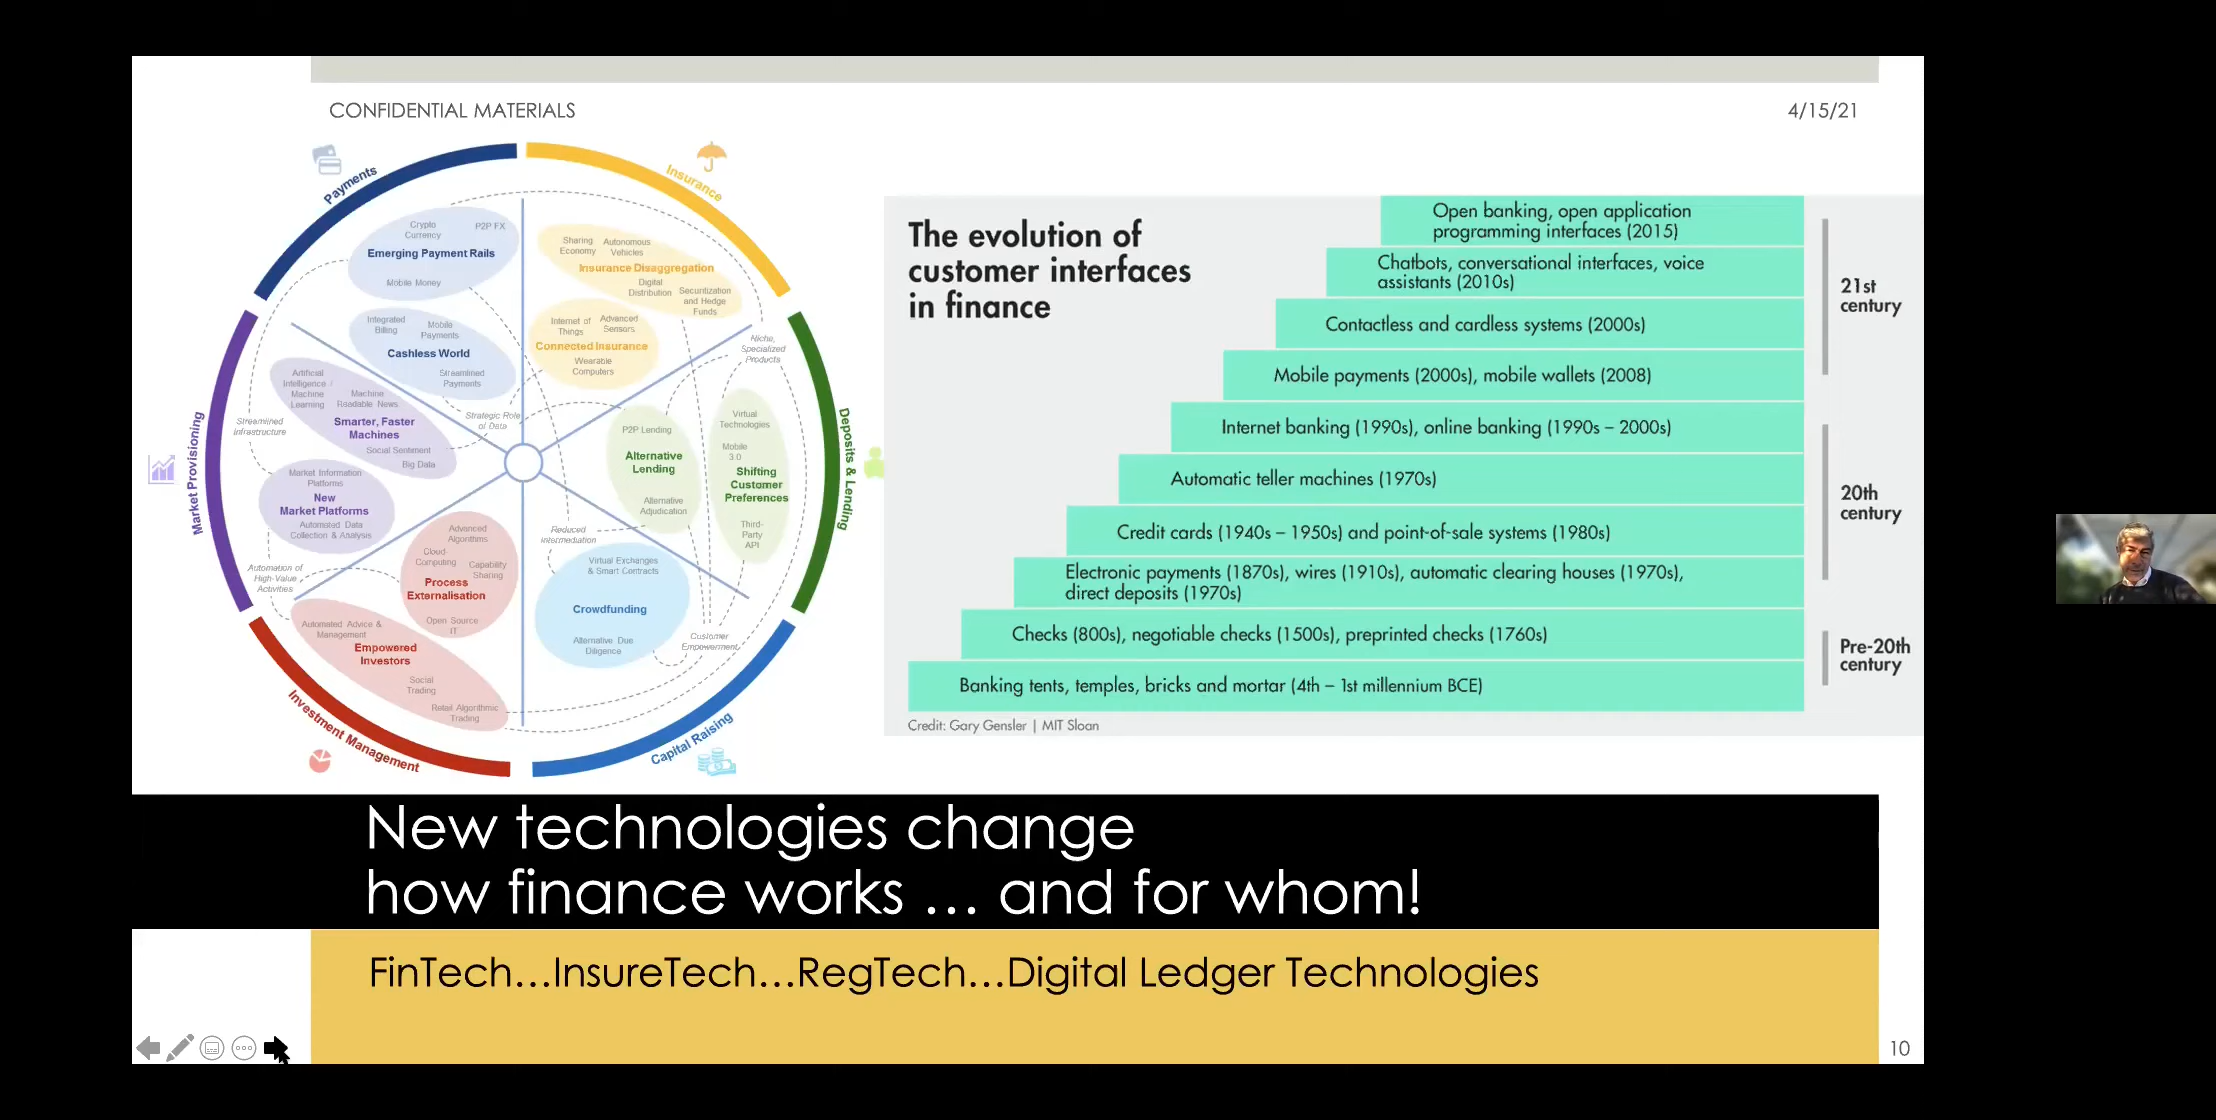 CONFIDENTIAL MATERIALS
4/15/21
Payments
Crypto
Currency
P2P FX
Emerging Payment Rails
Mobile Money
Integrated
Billing
Mobile
Payments
Cashless World
Streamlined
Payments
Insurance
Sharing
Economy
Autonomous
Vehicles
Insurance Disaggregation
Digital
Distribution
Securitization
and Hedge
Funds
Internet of
Things
Advanced
Sensors
Connected Insurance
Wearable
Computers
Niche,
Specialized
Products
Market Provisioning
Artificial
Intelligence /
Machine
Learning
Machine
Readable News
Smarter, Faster
Machines
Social Sentiment
Big Data
Streamlined
Infrastructure
Strategic Role
of Data
Market Information
Platforms
New
Market Platforms
Automated Data
Collection & Analysis
Deposits & Lending
P2P Lending
Alternative
Lending
Alternative
Adjudication
Virtual
Technologies
Mobile
3.0
Shifting
Customer
Preferences
Third-
Party
API
Automation of
High-Value
Activities
Investment Management
Advanced
Algorithms
Cloud
Computing
Capability
Sharing
Process
Externalisation
Open Source
IT
Automated Advice &
Management
Empowered
Investors
Social
Trading
Retail Algorithmic
Trading
Reduced
Intermediation
Virtual Exchanges
& Smart Contracts
Crowdfunding
Alternative Due
Diligence
Customer
Empowerment
Capital Raising
The evolution of
customer interfaces
in finance
Open banking, open application
programming interfaces (2015)
Chatbots, conversational interfaces, voice
assistants (2010s)
Contactless and cardless systems (2000s)
Mobile payments (2000s), mobile wallets (2008)
21st
century
Internet banking (1990s), online banking (1990s – 2000s)
Automatic teller machines (1970s)
Credit cards (1940s – 1950s) and point-of-sale systems (1980s)
Electronic payments (1870s), wires (1910s), automatic clearing houses (1970s),
direct deposits (1970s)
20th
century
Checks (800s), negotiable checks (1500s), preprinted checks (1760s)
Banking tents, temples, bricks and mortar (4th – 1st millennium BCE)
Pre-20th
century
Credit: Gary Gensler | MIT Sloan
New technologies change
how finance works ... and for whom!
FinTech...InsureTech...RegTech...Digital Ledger Technologies
10